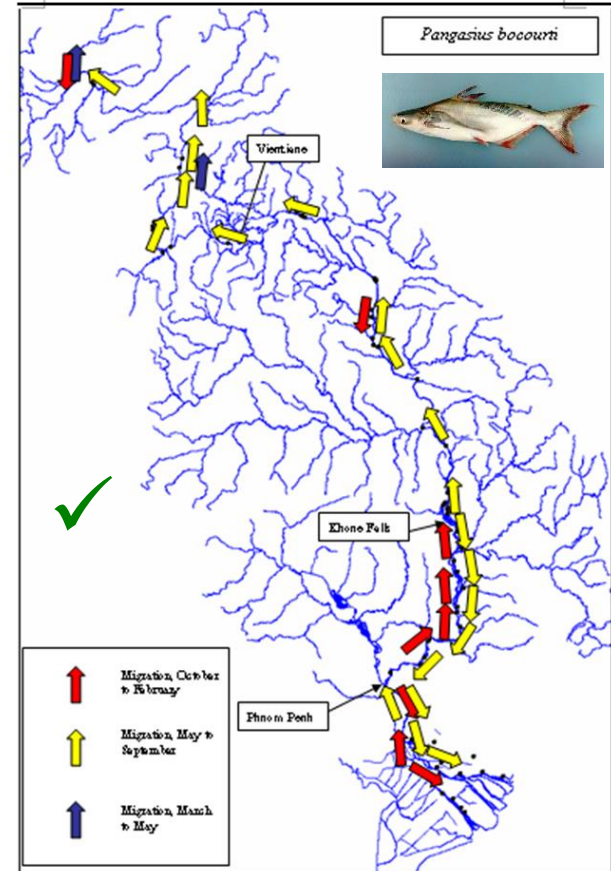 Pangasius bocourti
Vientiane
Khone Falls
Phnom Penh
Migration, October
to February
Migration, May to
September
Migration, March
to May